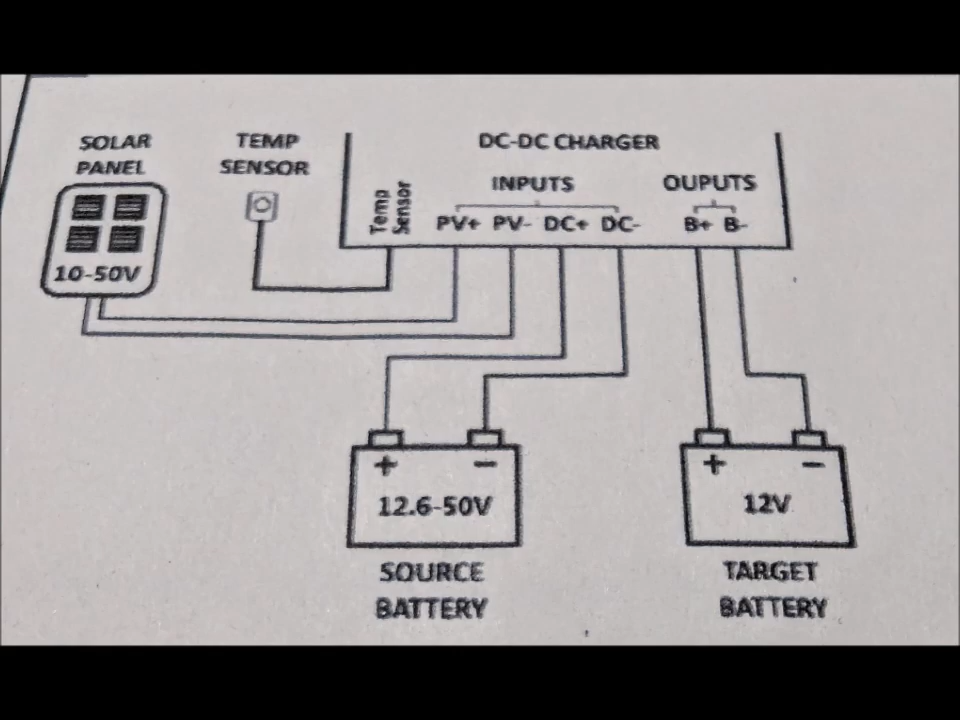 SOLAR
PANEL
10-50V
TEMP
SENSOR
DC-DC CHARGER
INPUTS
OUPUTS
Temp
Sensor
PV+ PV- DC+ DC-
B+ B-
+ -
12.6-50V
SOURCE
BATTERY
+ -
12V
TARGET
BATTERY